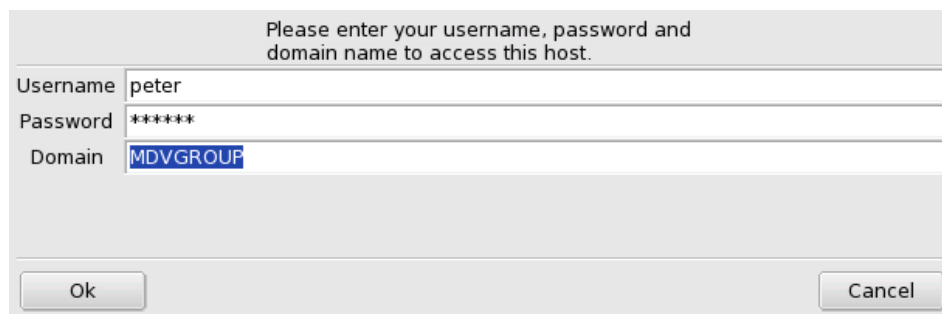 Please enter your username, password and
domain name to access this host.
Username peter
Password ******
Domain MDVGROUP
Ok Cancel